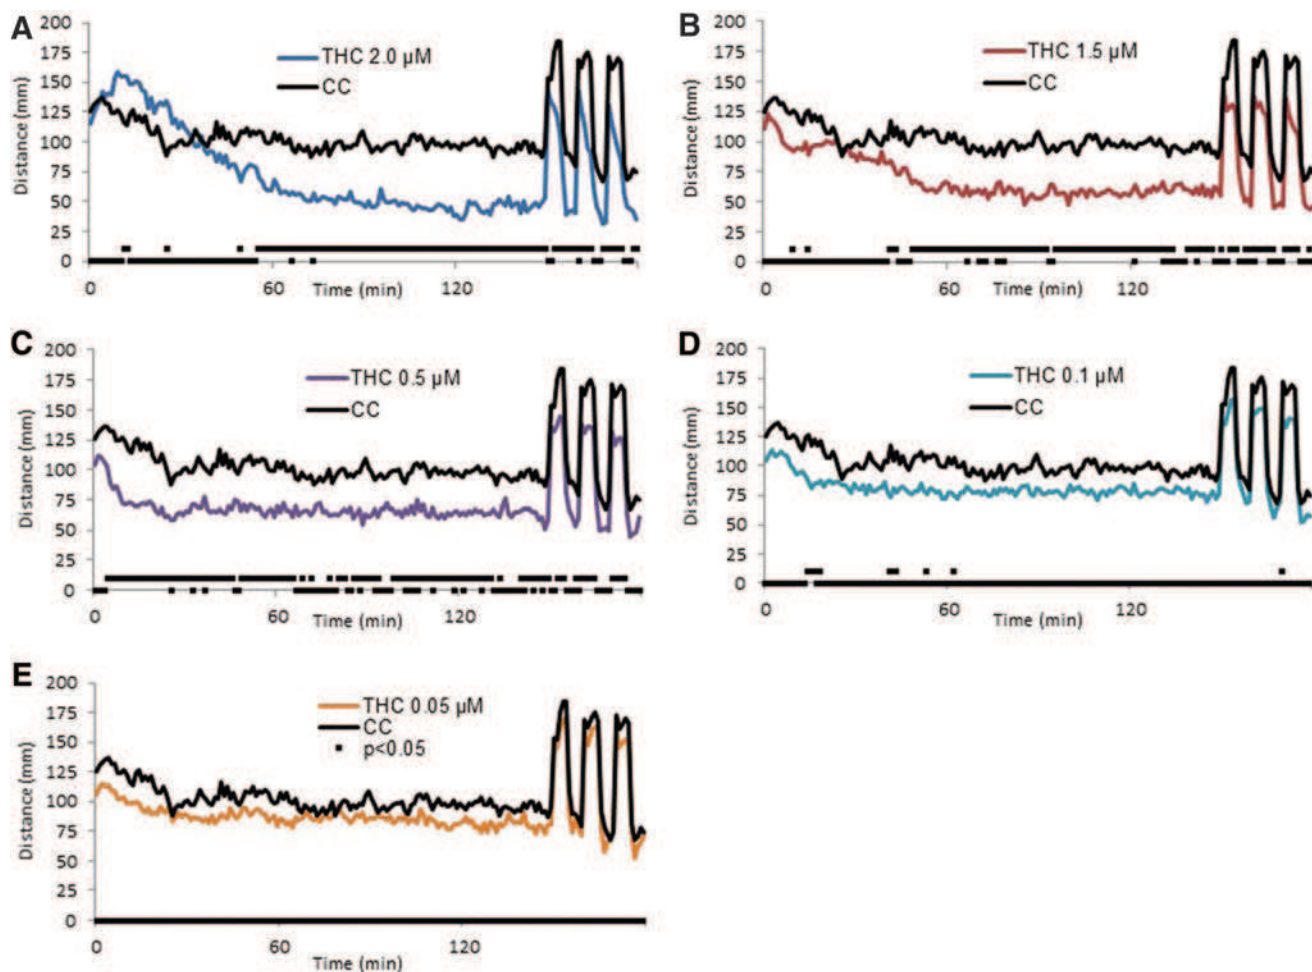 A
200
175
150
125
100
75
50
25
0
Distance (mm)
THC 2.0 µM
CC
0 60 120
Time (min)
B
200
175
150
125
100
75
50
25
0
Distance (mm)
THC 1.5 µM
CC
0 60 120
Time (min)
C
200
175
150
125
100
75
50
25
0
Distance (mm)
THC 0.5 µM
CC
0 60 120
Time (min)
D
200
175
150
125
100
75
50
25
0
Distance (mm)
THC 0.1 µM
CC
0 60 120
Time (min)
E
200
175
150
125
100
75
50
25
0
Distance (mm)
THC 0.05 µM
CC
p<0.05
0 60 120
Time (min)